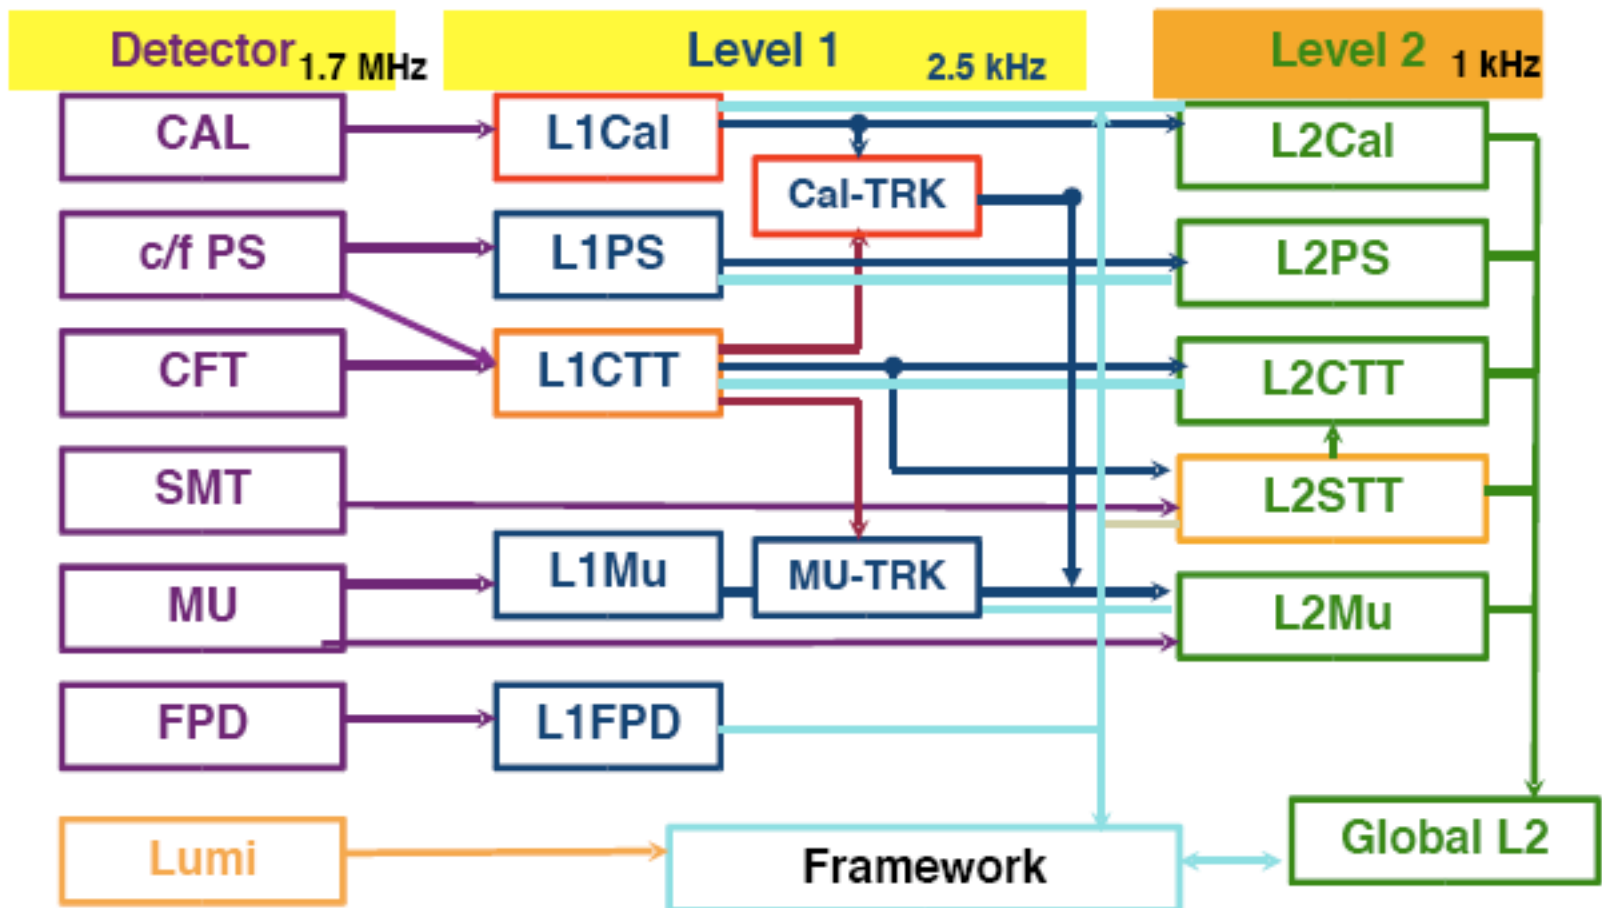 Detector 1.7 MHz
Level 1 2.5 kHz
Level 2 1 kHz
CAL
L1Cal
L2Cal
Cal-TRK
c/f PS
L1PS
L2PS
CFT
L1CTT
L2CTT
SMT
L2STT
MU
L1Mu
MU-TRK
L2Mu
FPD
L1FPD
Lumi
Framework
Global L2